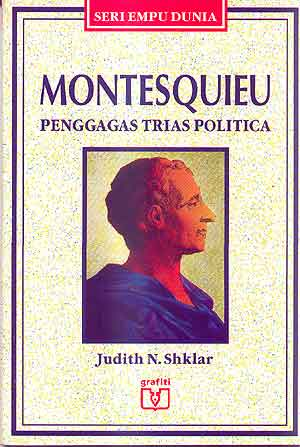 SERI EMPU DUNIA
MONTESQUIEU
PENGGAGAS TRIAS POLITICA
Judith N. Shklar
grafiti